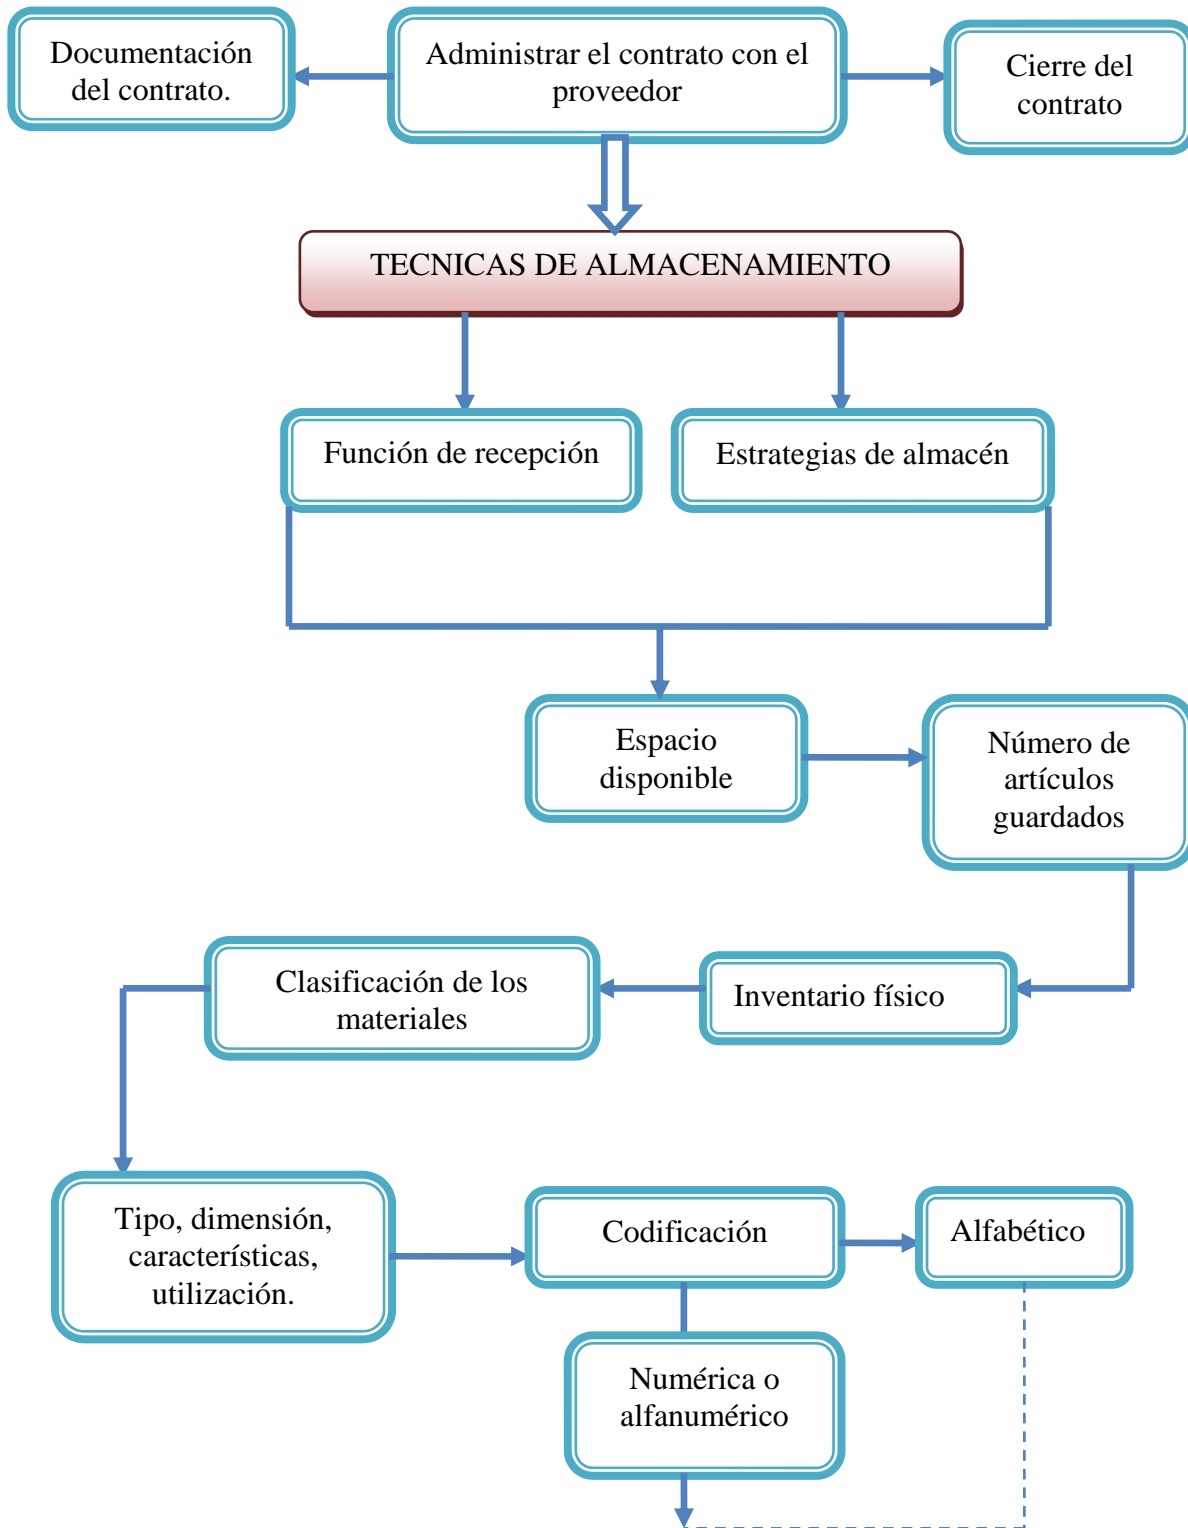 Documentación
del contrato.
Administrar el contrato con el
proveedor
Cierre del
contrato
TECNICAS DE ALMACENAMIENTO
Función de recepción
Estrategias de almacén
Espacio
disponible
Número de
artículos
guardados
Clasificación de los
materiales
Inventario físico
Tipo, dimensión,
características,
utilización.
Codificación
Alfabético
Numérica o
alfanumérico